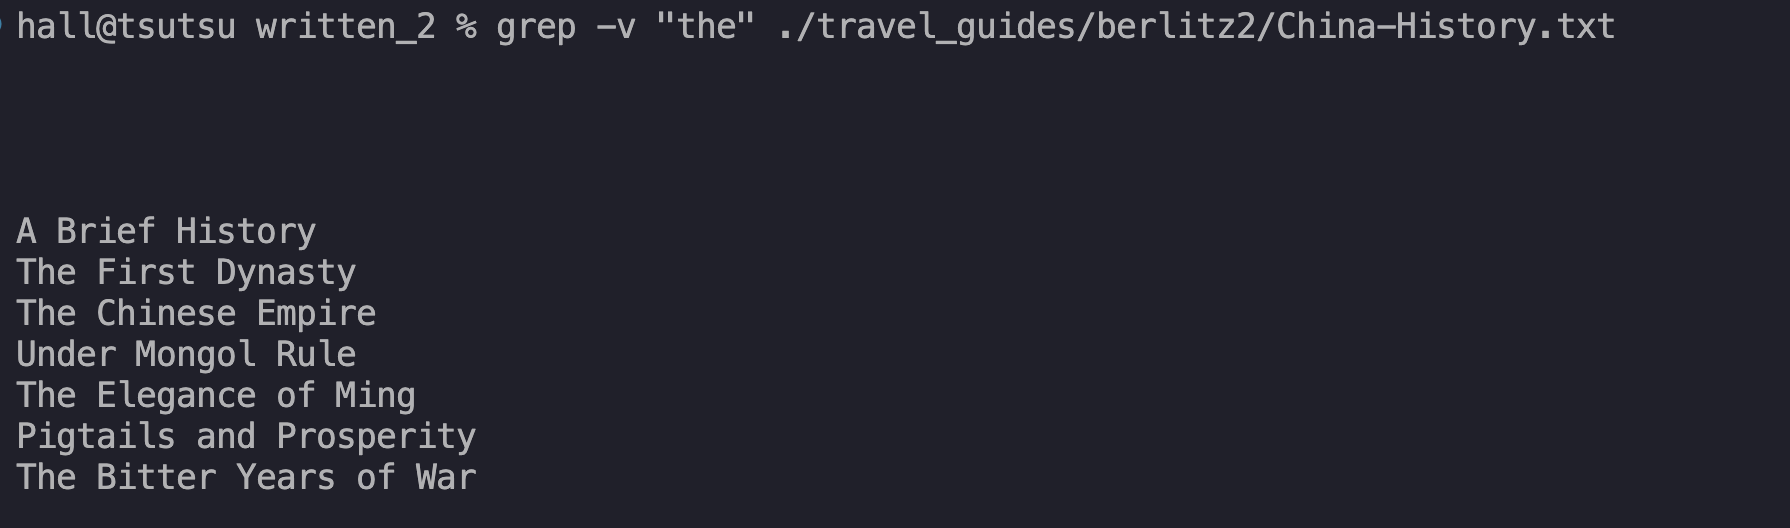 hall@tsutsu written_2 % grep -v "the" ./travel_guides/berlitz2/China-History.txt
A Brief History
The First Dynasty
The Chinese Empire
Under Mongol Rule
The Elegance of Ming
Pigtails and Prosperity
The Bitter Years of War